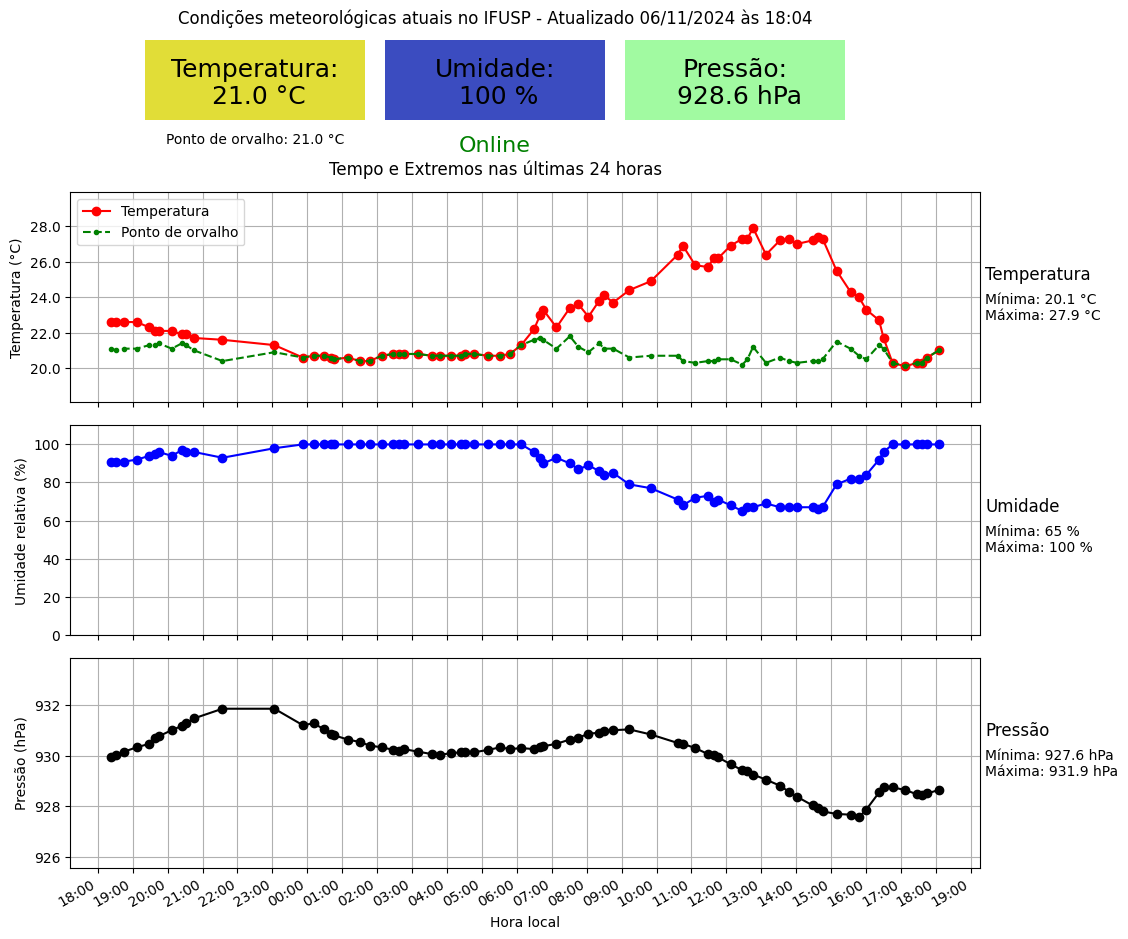 Condições meteorológicas atuais no IFUSP - Atualizado 06/11/2024 às 18:04
Temperatura:
21.0 °C
Umidade:
100 %
Pressão:
928.6 hPa
Ponto de orvalho: 21.0 °C
Online
Tempo e Extremos nas últimas 24 horas
Temperatura
Ponto de orvalho
Temperatura (°C)
28.0
26.0
24.0
22.0
20.0
Temperatura
Mínima: 20.1 °C
Máxima: 27.9 °C
Umidade relativa (%)
100
80
60
40
20
0
Umidade
Mínima: 65 %
Máxima: 100 %
Pressão (hPa)
932
930
928
926
Pressão
Mínima: 927.6 hPa
Máxima: 931.9 hPa
18:00 19:00 20:00 21:00 22:00 23:00 00:00 01:00 02:00 03:00 04:00 05:00 06:00 07:00 08:00 09:00 10:00 11:00 12:00 13:00 14:00 15:00 16:00 17:00 18:00 19:00
Hora local